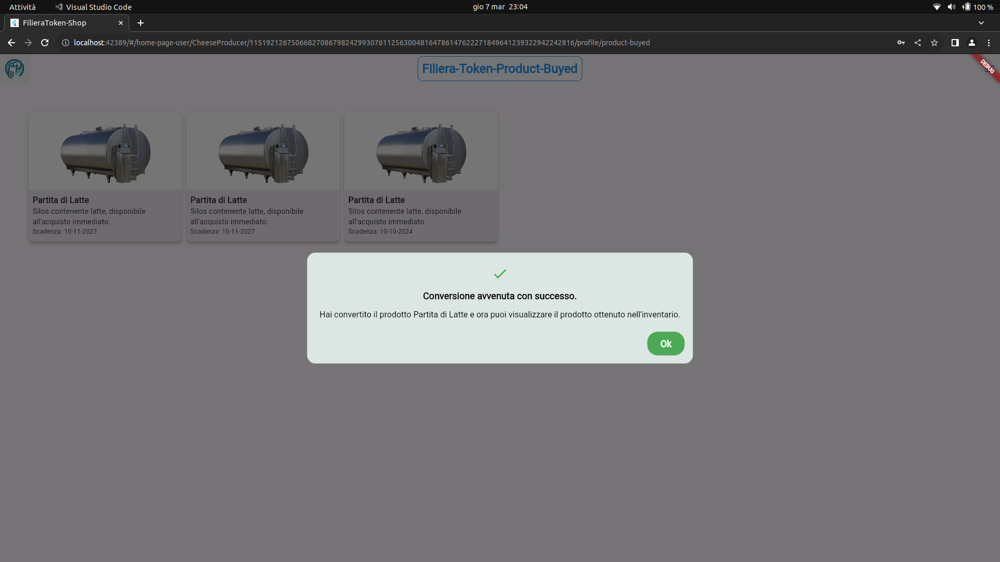 Attività
Visual Studio Code
gio 7 mar 23:04
100 %
FilieraToken-Shop
localhost:42389/#/home-page-user/CheeseProducer/115192126750668270867982429930761125630048164786147622271849641239322942242816/profile/product-buyed
Filiera-Token-Product-Buyed
DEBUG
Partita di Latte
Silos contenente latte, disponibile
all'acquisto immediato.
Scadenza: 10-11-2027
Partita di Latte
Silos contenente latte, disponibile
all'acquisto immediato.
Scadenza: 10-11-2027
Partita di Latte
Silos contenente latte, disponibile
all'acquisto immediato.
Scadenza: 10-10-2024
Conversione avvenuta con successo.
Hai convertito il prodotto Partita di Latte e ora puoi visualizzare il prodotto ottenuto nell'inventario.
Ok